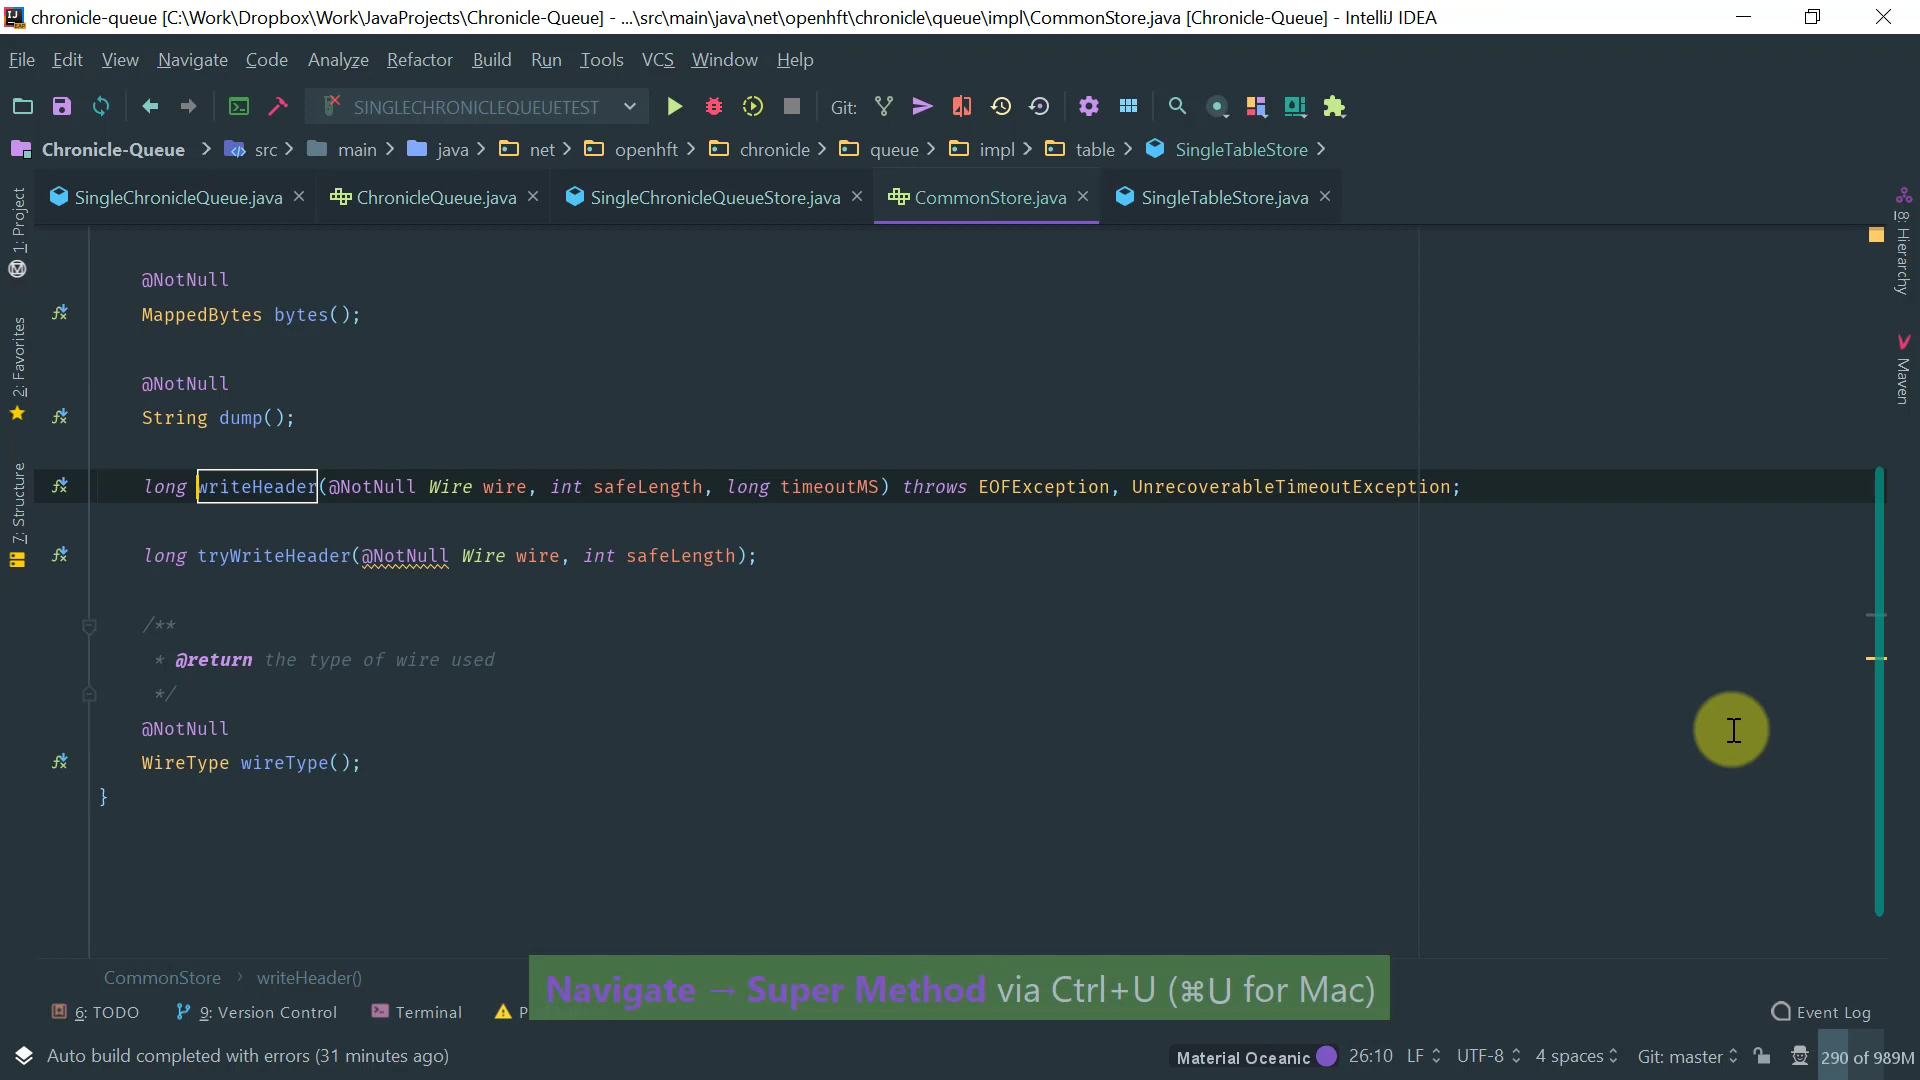 chronicle-queue [C:\Work\Dropbox\Work\JavaProjects\Chronicle-Queue] - ...\src\main\java\net\openhft\chronicle\queue\impl\CommonStore.java [Chronicle-Queue] - IntelliJ IDEA
File Edit View Navigate Code Analyze Refactor Build Run Tools VCS Window Help
SINGLECHRONICLEQUEUETEST Git:
Chronicle-Queue > src > main > java > net > openhft > chronicle > queue > impl > table > SingleTableStore >
SingleChronicleQueue.java ChronicleQueue.java SingleChronicleQueueStore.java CommonStore.java SingleTableStore.java
1: Project
2: Favorites
7: Structure
8: Hierarchy
Maven
@NotNull
MappedBytes bytes();
@NotNull
String dump();
long writeHeader(@NotNull Wire wire, int safeLength, long timeoutMS) throws EOFException, UnrecoverableTimeoutException;
long tryWriteHeader(@NotNull Wire wire, int safeLength);
/**
* @return the type of wire used
*/
@NotNull
WireType wireType();
}
CommonStore > writeHeader()
Navigate → Super Method via Ctrl+U (⌘U for Mac)
6: TODO 9: Version Control Terminal P Event Log
Auto build completed with errors (31 minutes ago) Material Oceanic 26:10 LF UTF-8 4 spaces Git: master 290 of 989M